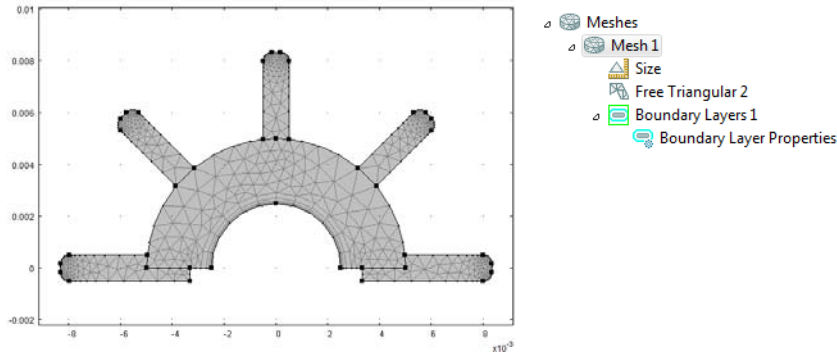 0.01
0.008
0.006
0.004
0.002
0
-0.002
-8 -6 -4 -2 0 2 4 6 8
x10⁻³
Meshes
Mesh 1
Size
Free Triangular 2
Boundary Layers 1
Boundary Layer Properties